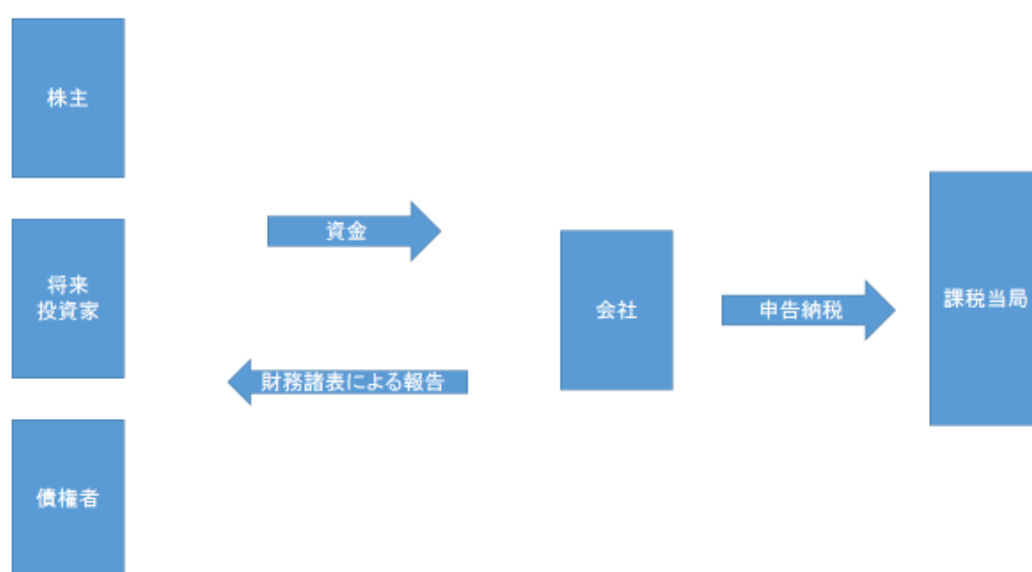 株主
将来
投資家
債権者
資金
財務諸表による報告
会社
申告納税
課税当局